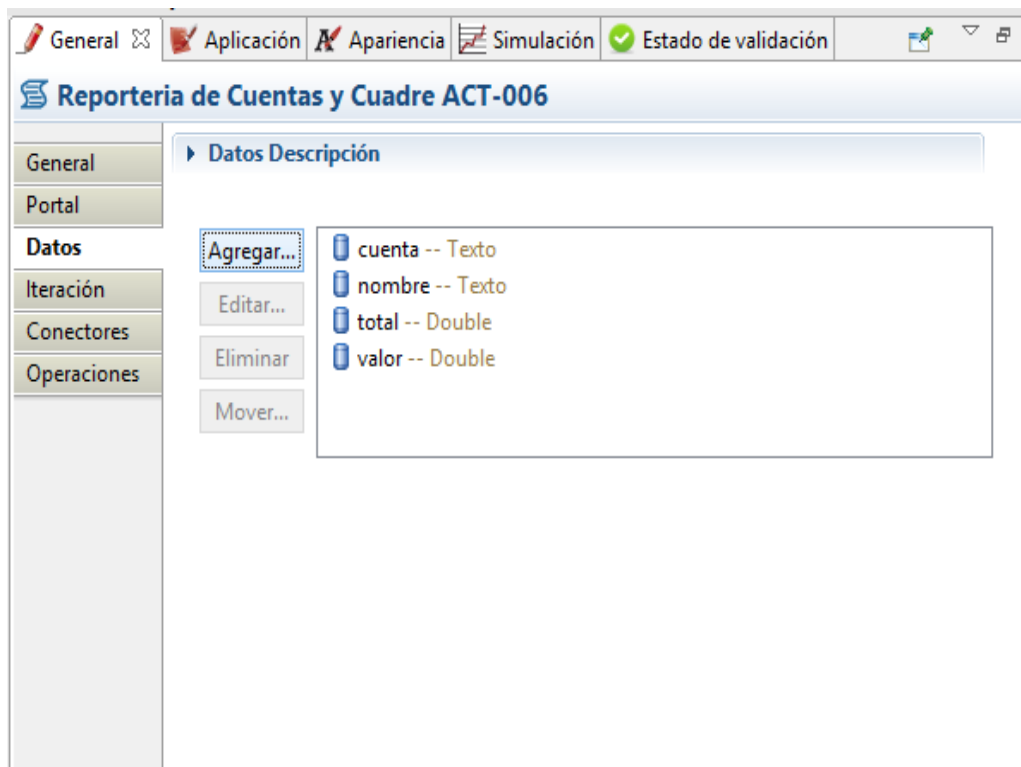 General Aplicación Apariencia Simulación Estado de validación
Reporteria de Cuentas y Cuadre ACT-006
General
Portal
Datos
Iteración
Conectores
Operaciones
Datos Descripción
Agregar...
Editar...
Eliminar
Mover...
cuenta -- Texto
nombre -- Texto
total -- Double
valor -- Double